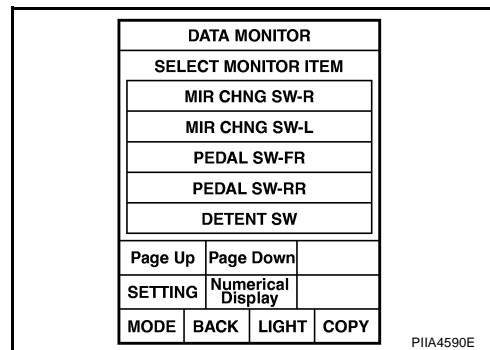 DATA MONITOR
SELECT MONITOR ITEM
MIR CHNG SW-R
MIR CHNG SW-L
PEDAL SW-FR
PEDAL SW-RR
DETENT SW
Page Up Page Down
SETTING Numerical Display
MODE BACK LIGHT COPY
PIIA4590E